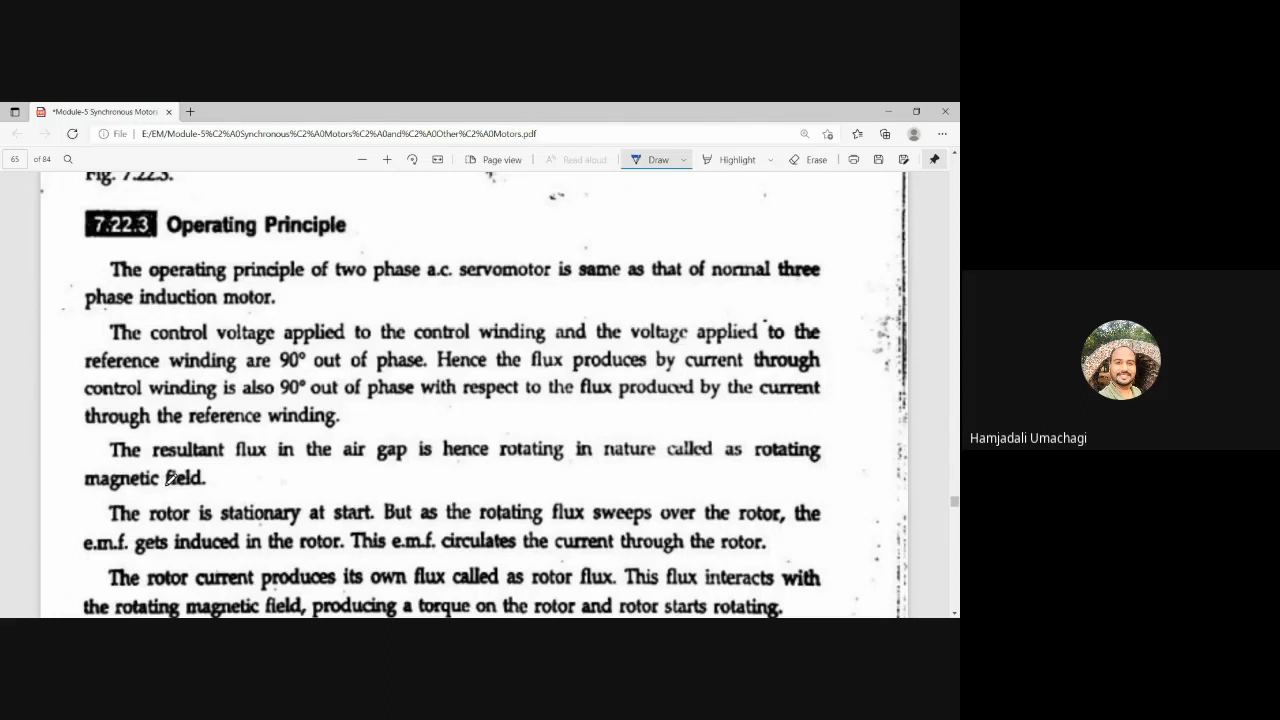 *Module-5 Synchronous Motors
File
E:/EM/Module-5%C2%A0Synchronous%C2%A0Motors%C2%A0and%C2%A0Other%C2%A0Motors.pdf
65 of 84
Page view
Read aloud
Draw
Highlight
Erase
Fig. 7.22.3.
7.22.3 Operating Principle
The operating principle of two phase a.c. servomotor is same as that of normal three
phase induction motor.
The control voltage applied to the control winding and the voltage applied to the
reference winding are 90° out of phase. Hence the flux produces by current through
control winding is also 90° out of phase with respect to the flux produced by the current
through the reference winding.
The resultant flux in the air gap is hence rotating in nature called as rotating
magnetic field.
The rotor is stationary at start. But as the rotating flux sweeps over the rotor, the
e.m.f. gets induced in the rotor. This e.m.f. circulates the current through the rotor.
The rotor current produces its own flux called as rotor flux. This flux interacts with
the rotating magnetic field, producing a torque on the rotor and rotor starts rotating.
Hamjadali Umachagi